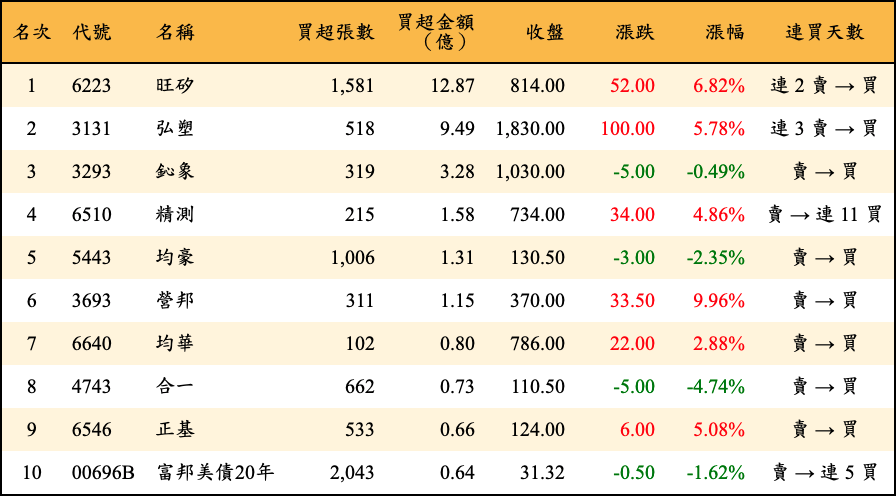 名次 代號 名稱 買超張數 買超金額（億） 收盤 漲跌 漲幅 連買天數
1 6223 旺矽 1,581 12.87 814.00 52.00 6.82% 連 2 賣 → 買
2 3131 弘塑 518 9.49 1,830.00 100.00 5.78% 連 3 賣 → 買
3 3293 鈊象 319 3.28 1,030.00 -5.00 -0.49% 賣 → 買
4 6510 精測 215 1.58 734.00 34.00 4.86% 賣 → 連 11 買
5 5443 均豪 1,006 1.31 130.50 -3.00 -2.35% 賣 → 買
6 3693 營邦 311 1.15 370.00 33.50 9.96% 賣 → 買
7 6640 均華 102 0.80 786.00 22.00 2.88% 賣 → 買
8 4743 合一 662 0.73 110.50 -5.00 -4.74% 賣 → 買
9 6546 正基 533 0.66 124.00 6.00 5.08% 賣 → 買
10 00696B 富邦美債20年 2,043 0.64 31.32 -0.50 -1.62% 賣 → 連 5 買